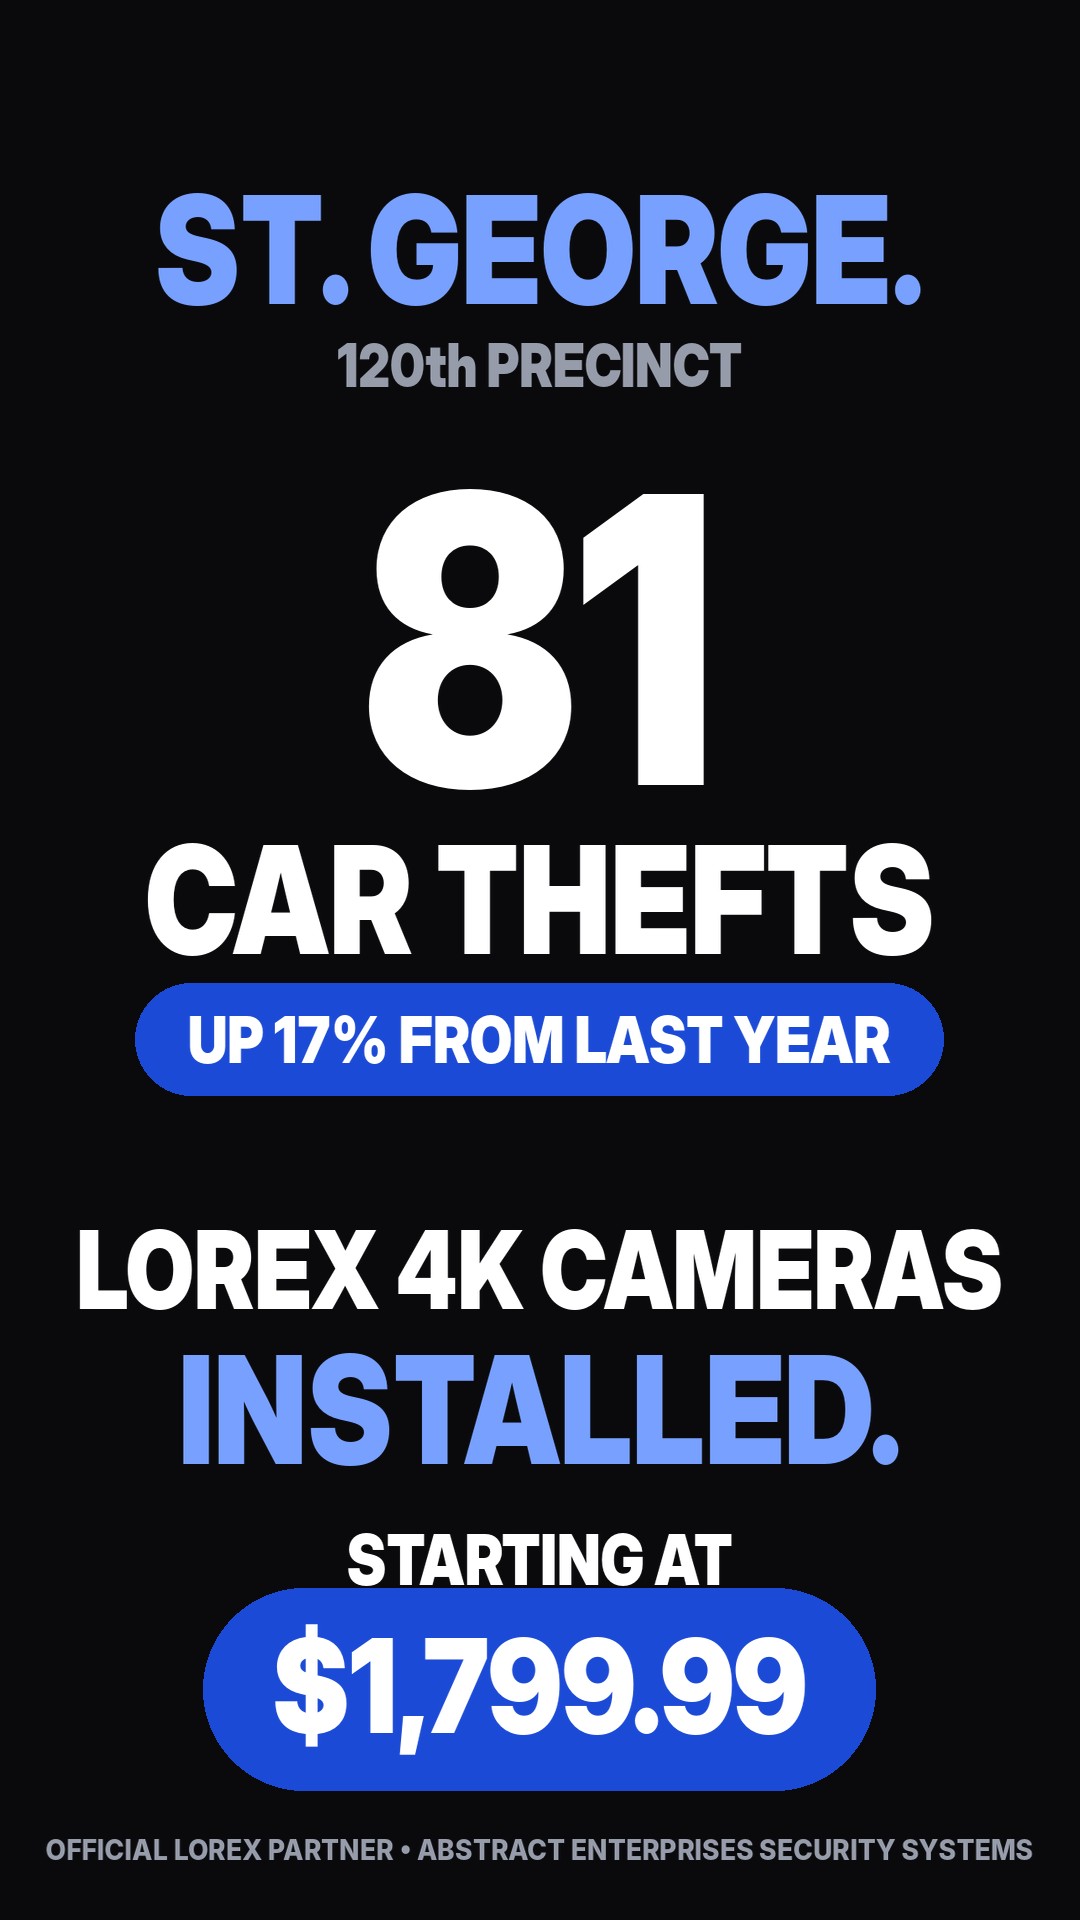 ST. GEORGE.
120th PRECINCT
81
CAR THEFTS
UP 17% FROM LAST YEAR
LOREX 4K CAMERAS
INSTALLED.
STARTING AT
$1,799.99
OFFICIAL LOREX PARTNER • ABSTRACT ENTERPRISES SECURITY SYSTEMS